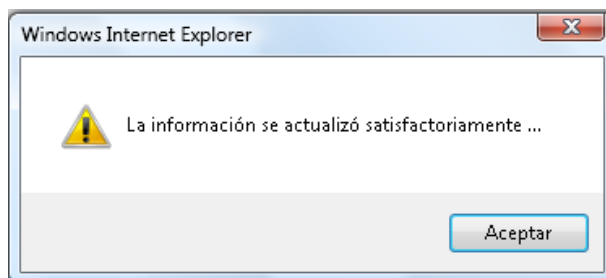 Windows Internet Explorer
La información se actualizó satisfactoriamente ...
Aceptar